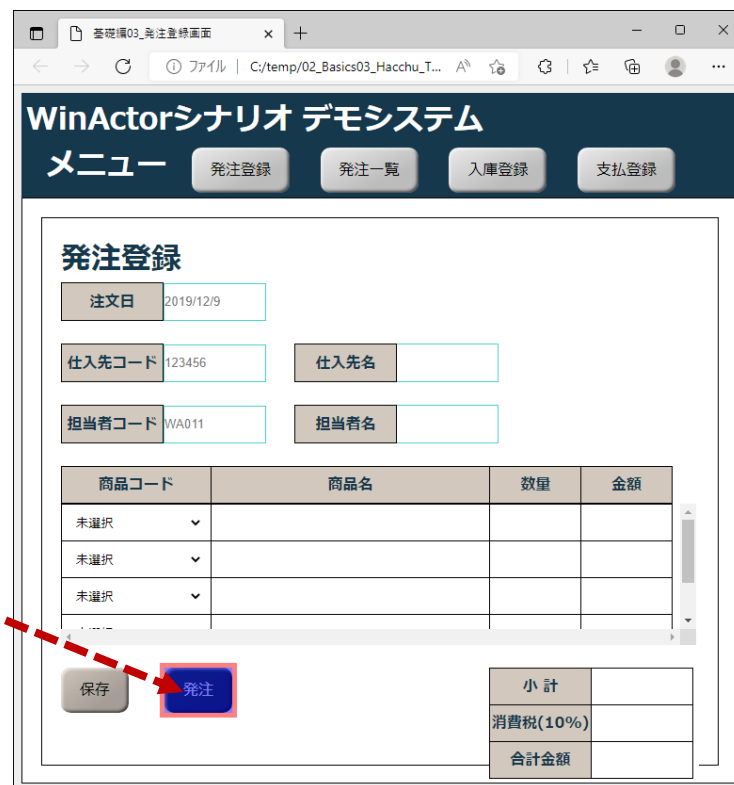 基礎編03_発注登録画面
ファイル C:/temp/02_Basics03_Hacchu_T...
WinActorシナリオ デモシステム
メニュー 発注登録 発注一覧 入庫登録 支払登録
発注登録
注文日 2019/12/9
仕入先コード 123456 仕入先名
担当者コード WA011 担当者名
商品コード 商品名 数量 金額
未選択
未選択
未選択
保存 発注
小 計
消費税(10%)
合計金額